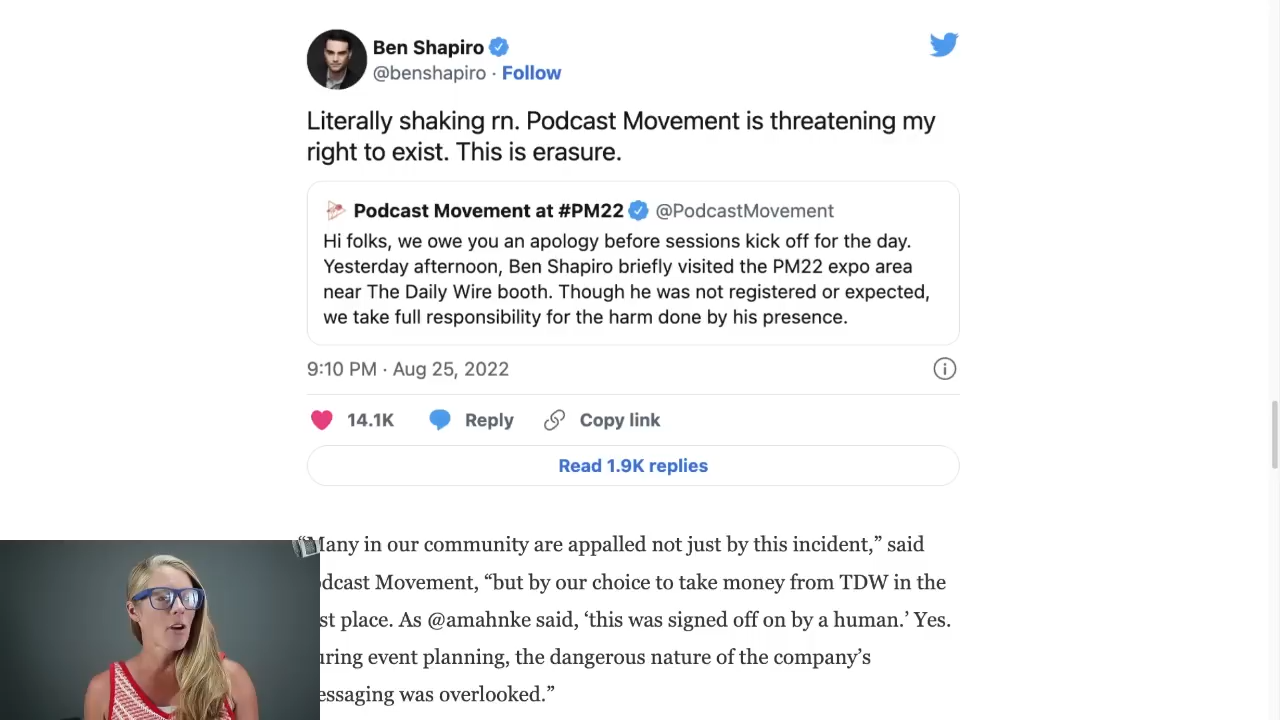 Ben Shapiro
@benshapiro · Follow
Literally shaking rn. Podcast Movement is threatening my
right to exist. This is erasure.
Podcast Movement at #PM22 @PodcastMovement
Hi folks, we owe you an apology before sessions kick off for the day.
Yesterday afternoon, Ben Shapiro briefly visited the PM22 expo area
near The Daily Wire booth. Though he was not registered or expected,
we take full responsibility for the harm done by his presence.
9:10 PM · Aug 25, 2022
14.1K Reply Copy link
Read 1.9K replies
“Many in our community are appalled not just by this incident,” said
dcast Movement, “but by our choice to take money from TDW in the
st place. As @amahnke said, ‘this was signed off on by a human.’ Yes.
uring event planning, the dangerous nature of the company’s
essaging was overlooked.”